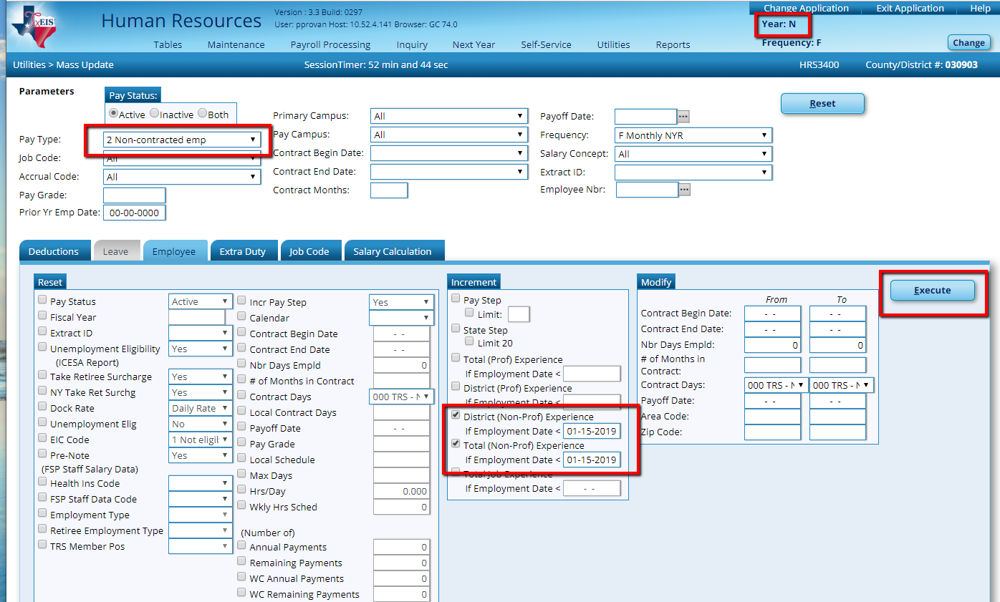 TxEIS
Human Resources
Version : 3.3 Build: 0297
User: pprovan Host: 10.52.4.141 Browser: GC 74.0
Change Application Exit Application Help
Year: N
Frequency: F
Change
Tables Maintenance Payroll Processing Inquiry Next Year Self-Service Utilities Reports
Utilities > Mass Update SessionTimer: 52 min and 44 sec HRS3400 County/District #: 030903
Parameters
Pay Status:
Active Inactive Both
Pay Type: 2 Non-contracted emp
Job Code: All
Accrual Code: All
Pay Grade:
Prior Yr Emp Date: 00-00-0000
Primary Campus: All
Pay Campus: All
Contract Begin Date:
Contract End Date:
Contract Months:
Payoff Date: ...
Frequency: F Monthly NYR
Salary Concept: All
Extract ID:
Employee Nbr: ...
Reset
Deductions Leave Employee Extra Duty Job Code Salary Calculation
Reset
Pay Status Active
Fiscal Year
Extract ID
Unemployment Eligibility Yes
(ICESA Report)
Take Retiree Surcharge Yes
NY Take Ret Surchg Yes
Dock Rate Daily Rate
Unemployment Elig No
EIC Code 1 Not eligil
Pre-Note Yes
(FSP Staff Salary Data)
Health Ins Code
FSP Staff Data Code
Employment Type
Retiree Employment Type
TRS Member Pos
Incr Pay Step Yes
Calendar
Contract Begin Date - -
Contract End Date - -
Nbr Days Empld 0
# of Months in Contract
Contract Days 000 TRS - N
Local Contract Days
Payoff Date - -
Pay Grade
Local Schedule
Max Days
Hrs/Day 0.000
Wkly Hrs Sched 0
(Number of)
Annual Payments 0
Remaining Payments 0
WC Annual Payments 0
WC Remaining Payments 0
Increment
Pay Step
Limit:
State Step
Limit 20
Total (Prof) Experience
If Employment Date <
District (Prof) Experience
If Employment Date <
District (Non-Prof) Experience
If Employment Date < 01-15-2019
Total (Non-Prof) Experience
If Employment Date < 01-15-2019
Total Job Experience
If Employment Date < - -
Modify
From To
Contract Begin Date: - - - -
Contract End Date: - - - -
Nbr Days Empld: 0 0
# of Months in
Contract:
Contract Days: 000 TRS - N 000 TRS - N
Payoff Date: - - - -
Area Code:
Zip Code:
Execute